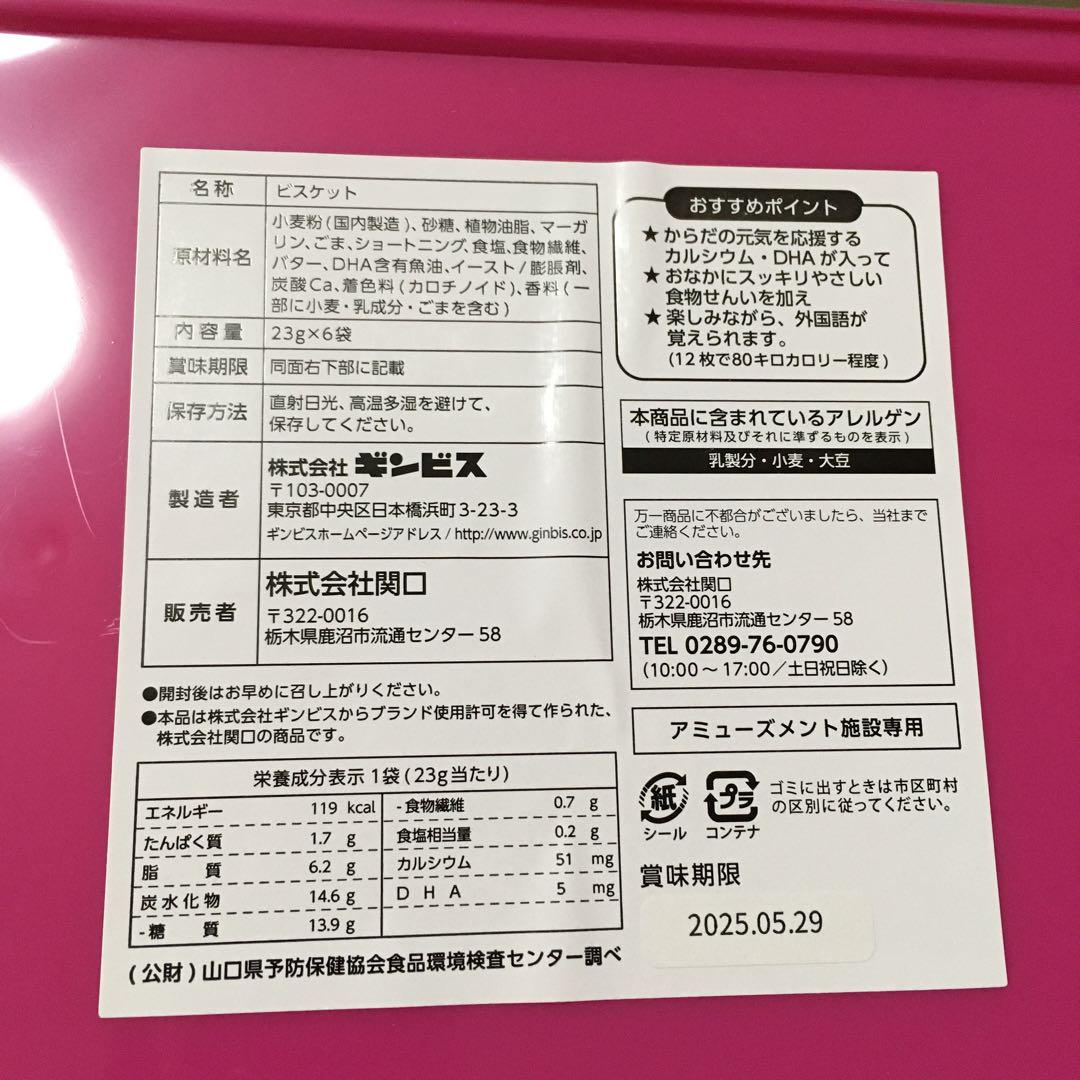 名称 ビスケット
原材料名 小麦粉(国内製造)、砂糖、植物油脂、マーガ
リン、ごま、ショートニング、食塩、食物繊維、
バター、DHA含有魚油、イースト/膨脹剤、
炭酸Ca、着色料(カロチノイド)、香料(一
部に小麦・乳成分・ごまを含む)
内容量 23g×6袋
賞味期限 同面右下部に記載
保存方法 直射日光、高温多湿を避けて、
保存してください。
製造者 株式会社 ギンビス
〒103-0007
東京都中央区日本橋浜町3-23-3
ギンビスホームページアドレス/http://www.ginbis.co.jp
販売者 株式会社関口
〒322-0016
栃木県鹿沼市流通センター58
●開封後はお早めに召し上がりください。
●本品は株式会社ギンビスからブランド使用許可を得て作られた、
株式会社関口の商品です。
栄養成分表示 1袋(23g当たり)
エネルギー 119 kcal
たんぱく質 1.7 g
脂質 6.2 g
炭水化物 14.6 g
-糖質 13.9 g
-食物繊維 0.7 g
食塩相当量 0.2 g
カルシウム 51 mg
DHA 5 mg
(公財)山口県予防保健協会食品環境検査センター調べ
おすすめポイント
★からだの元気を応援する
カルシウム・DHAが入って
★おなかにスッキリやさしい
食物せんいを加え
★楽しみながら、外国語が
覚えられます。
(12枚で80キロカロリー程度)
本商品に含まれているアレルゲン
(特定原材料及びそれに準ずるものを表示)
乳製分・小麦・大豆
万一商品に不都合がございましたら、当社まで
ご連絡ください。
お問い合わせ先
株式会社関口
〒322-0016
栃木県鹿沼市流通センター58
TEL 0289-76-0790
(10:00～17:00/土日祝日除く)
アミューズメント施設専用
紙 シール
プラ コンテナ
ゴミに出すときは市区町村
の区別に従ってください。
賞味期限
2025.05.29